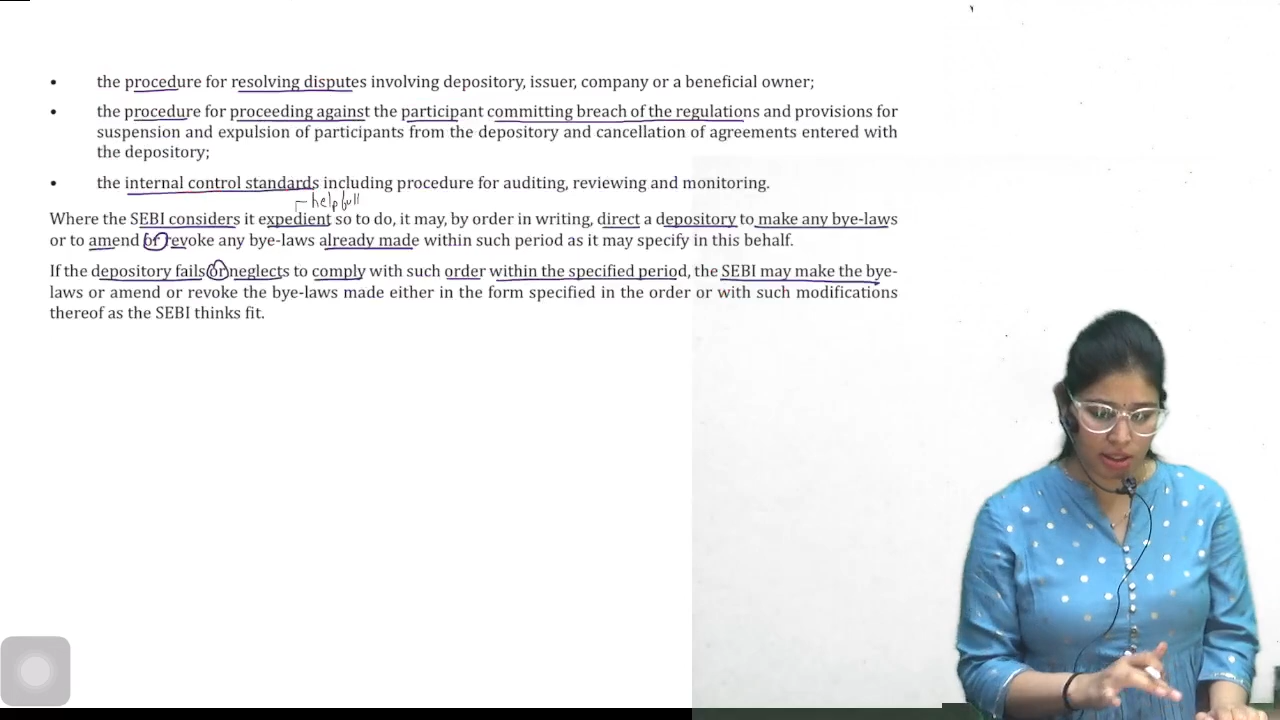 • the procedure for resolving disputes involving depository, issuer, company or a beneficial owner;
• the procedure for proceeding against the participant committing breach of the regulations and provisions for
suspension and expulsion of participants from the depository and cancellation of agreements entered with
the depository;
• the internal control standards including procedure for auditing, reviewing and monitoring.
helpfull
Where the SEBI considers it expedient so to do, it may, by order in writing, direct a depository to make any bye-laws
or to amend or revoke any bye-laws already made within such period as it may specify in this behalf.
If the depository fails or neglects to comply with such order within the specified period, the SEBI may make the bye-
laws or amend or revoke the bye-laws made either in the form specified in the order or with such modifications
thereof as the SEBI thinks fit.